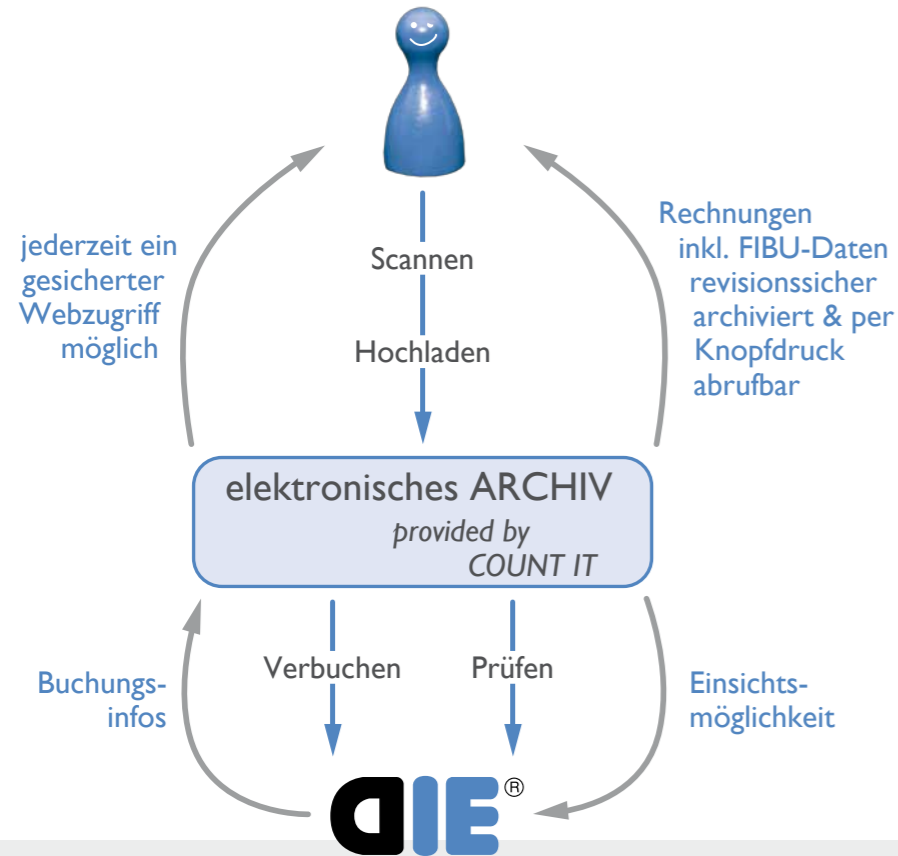 Scannen
Hochladen
jederzeit ein
gesicherter
Webzugriff
möglich
Rechnungen
inkl. FIBU-Daten
revisionssicher
archiviert & per
Knopfdruck
abrufbar
elektronisches ARCHIV
provided by
COUNT IT
Verbuchen
Prüfen
Buchungs-
infos
Einsichts-
möglichkeit
DIE®